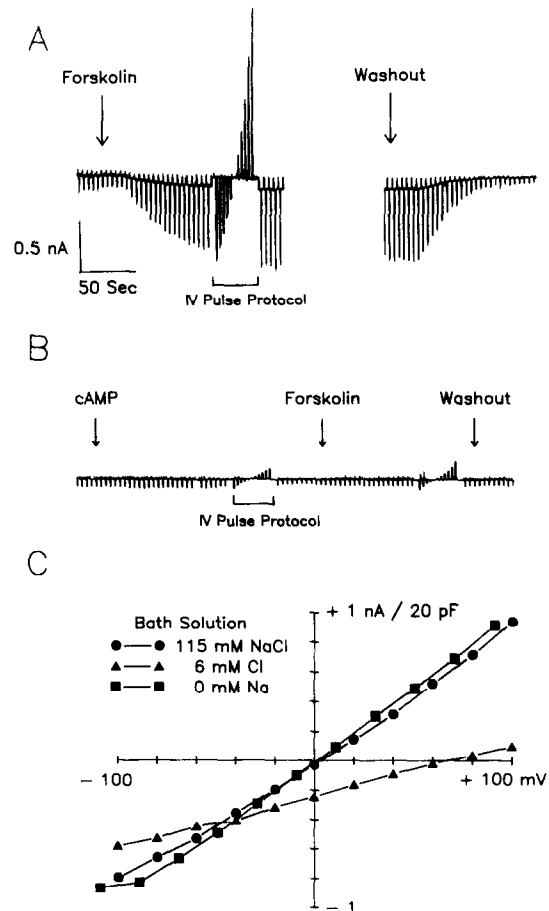 A
Forskolin
Washout
0.5 nA
50 Sec
IV Pulse Protocol
B
cAMP
Forskolin
Washout
IV Pulse Protocol
C
+ 1 nA / 20 pF
Bath Solution
115 mM NaCl
6 mM Cl
0 mM Na
- 100
+ 100 mV
- 1